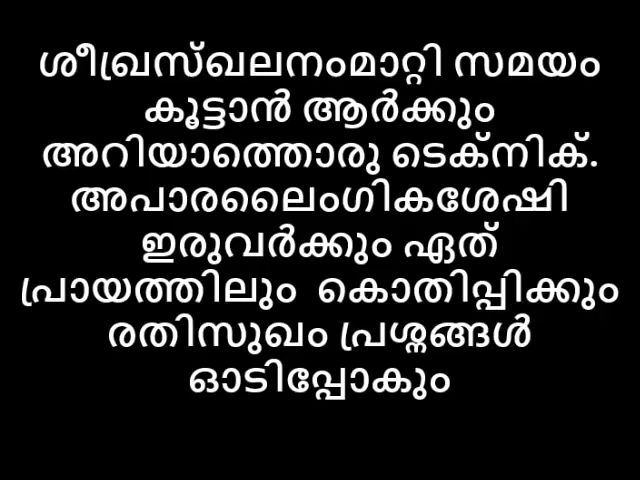 ശീഘ്രസ്ഖലനംമാറ്റി സമയം
കൂട്ടാൻ ആർക്കും
അറിയാത്തൊരു ടെക്നിക്.
അപാരലൈംഗികശേഷി
ഇരുവർക്കും ഏത്
പ്രായത്തിലും കൊതിപ്പിക്കും
രതിസുഖം പ്രശ്നങ്ങൾ
ഓടിപ്പോകും